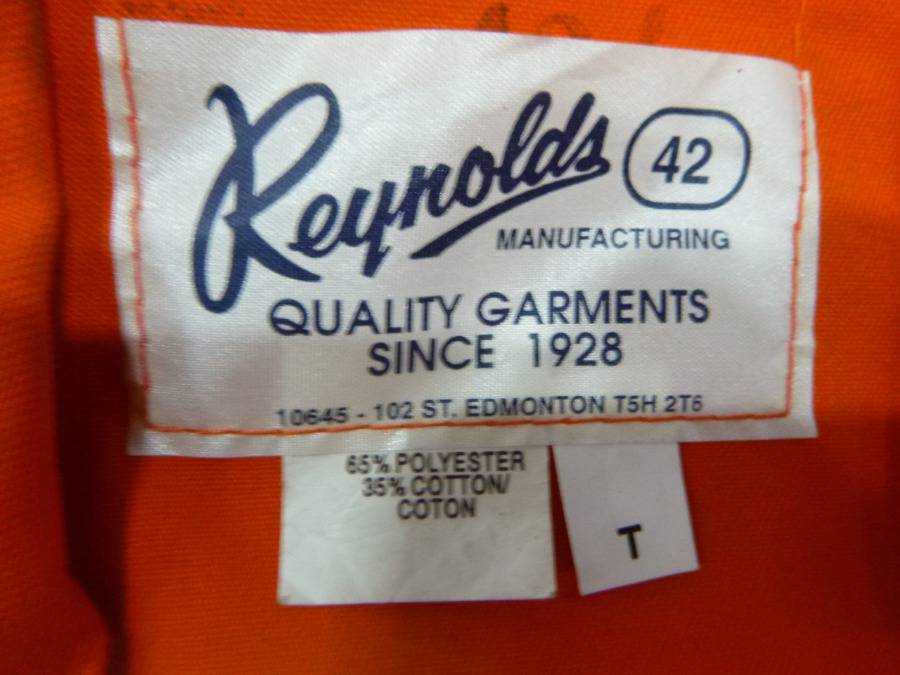 Reynolds
42
MANUFACTURING
QUALITY GARMENTS
SINCE 1928
10645 - 102 ST. EDMONTON T5H 2T6
65% POLYESTER
35% COTTON/
COTON
T